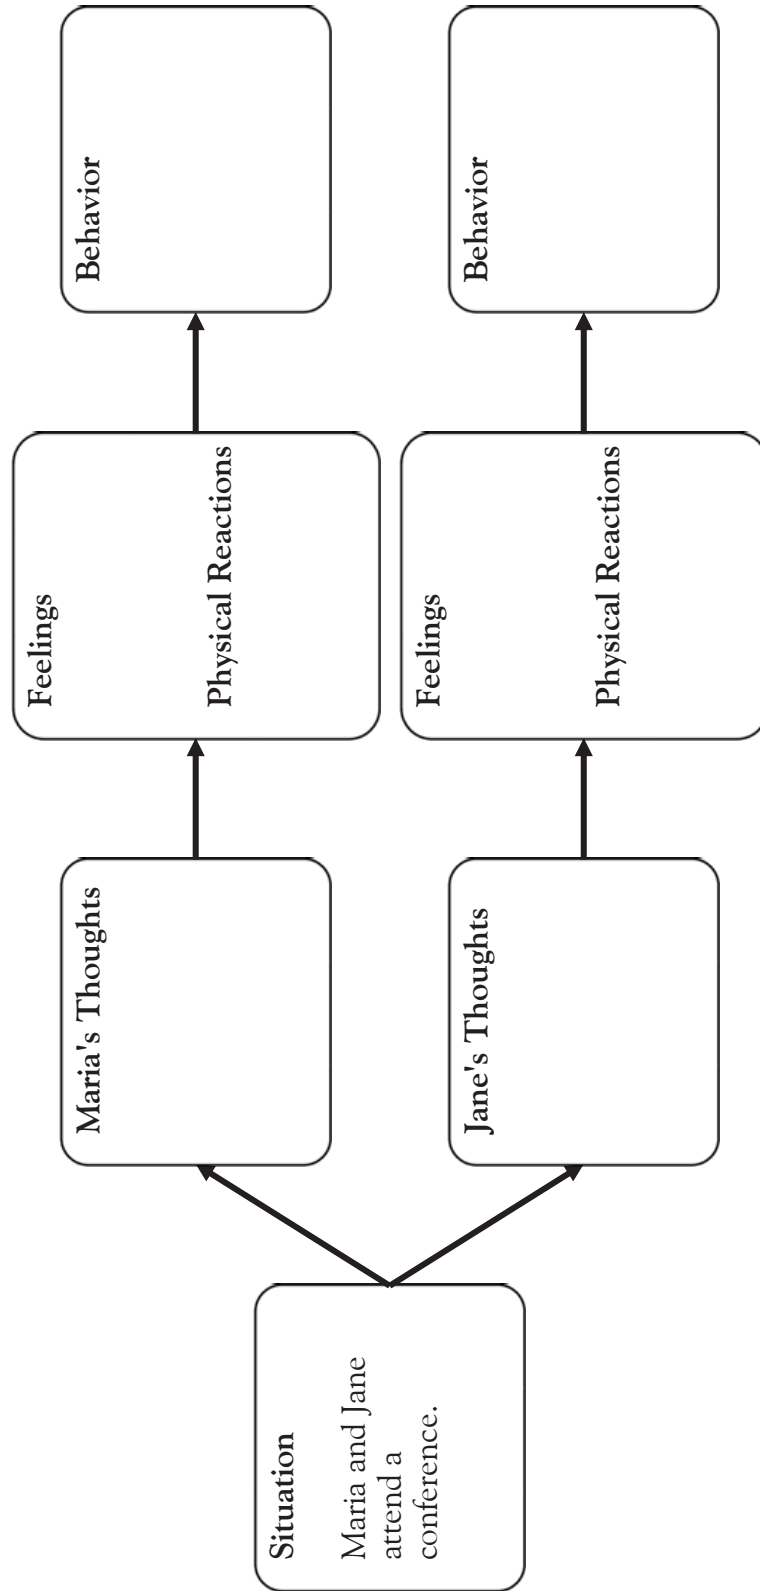 Situation
Maria and Jane
attend a
conference.
Maria's Thoughts
Feelings
Physical Reactions
Behavior
Jane's Thoughts
Feelings
Physical Reactions
Behavior